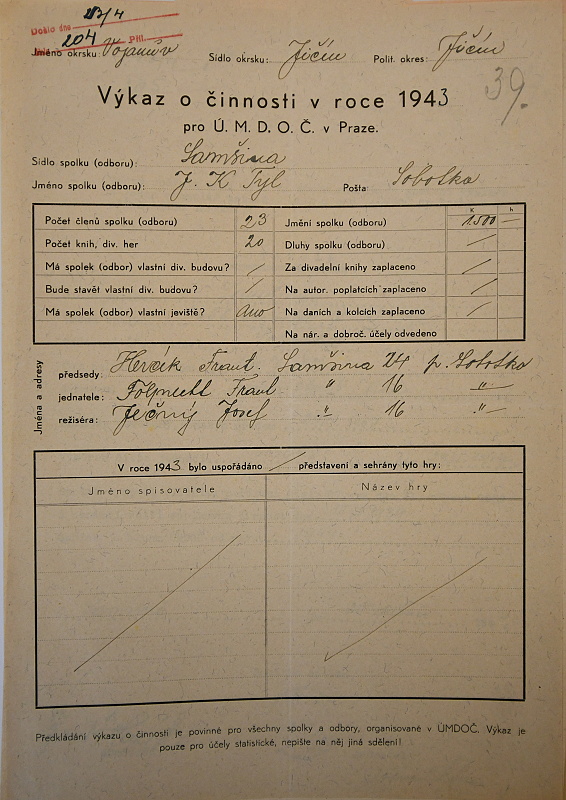 23/4
Došlo dne
204 Příl.
Jméno okrsku: Vojanův Sídlo okrsku: Jičín Polit. okres: Jičín
39.
Výkaz o činnosti v roce 1943
pro Ú. M. D. O. Č. v Praze.
Sídlo spolku (odboru): Samšina
Jméno spolku (odboru): J. K Tyl Pošta Sobotka
K h
Počet členů spolku (odboru) 23 Jmění spolku (odboru) 1.500 —
Počet knih, div. her 20 Dluhy spolku (odboru) /
Má spolek (odbor) vlastní div. budovu? / Za divadelní knihy zaplaceno /
Bude stavět vlastní div. budovu? / Na autor. poplatcích zaplaceno /
Má spolek (odbor) vlastní jeviště? ano Na daních a kolcích zaplaceno /
Na nár. a dobroč. účely odvedeno
Jména a adresy
předsedy: Frant. Samšina 24 p. Sobotka
jednatele: Frant. " 16 "—
režiséra: Ječný Josef " 16 "—
V roce 1943 bylo uspořádáno / představení a sehrány tyto hry:
Jméno spisovatele Název hry
Předkládání výkazu o činnosti je povinné pro všechny spolky a odbory, organisované v ÚMDOČ. Výkaz je
pouze pro účely statistické, nepište na něj jiná sdělení!